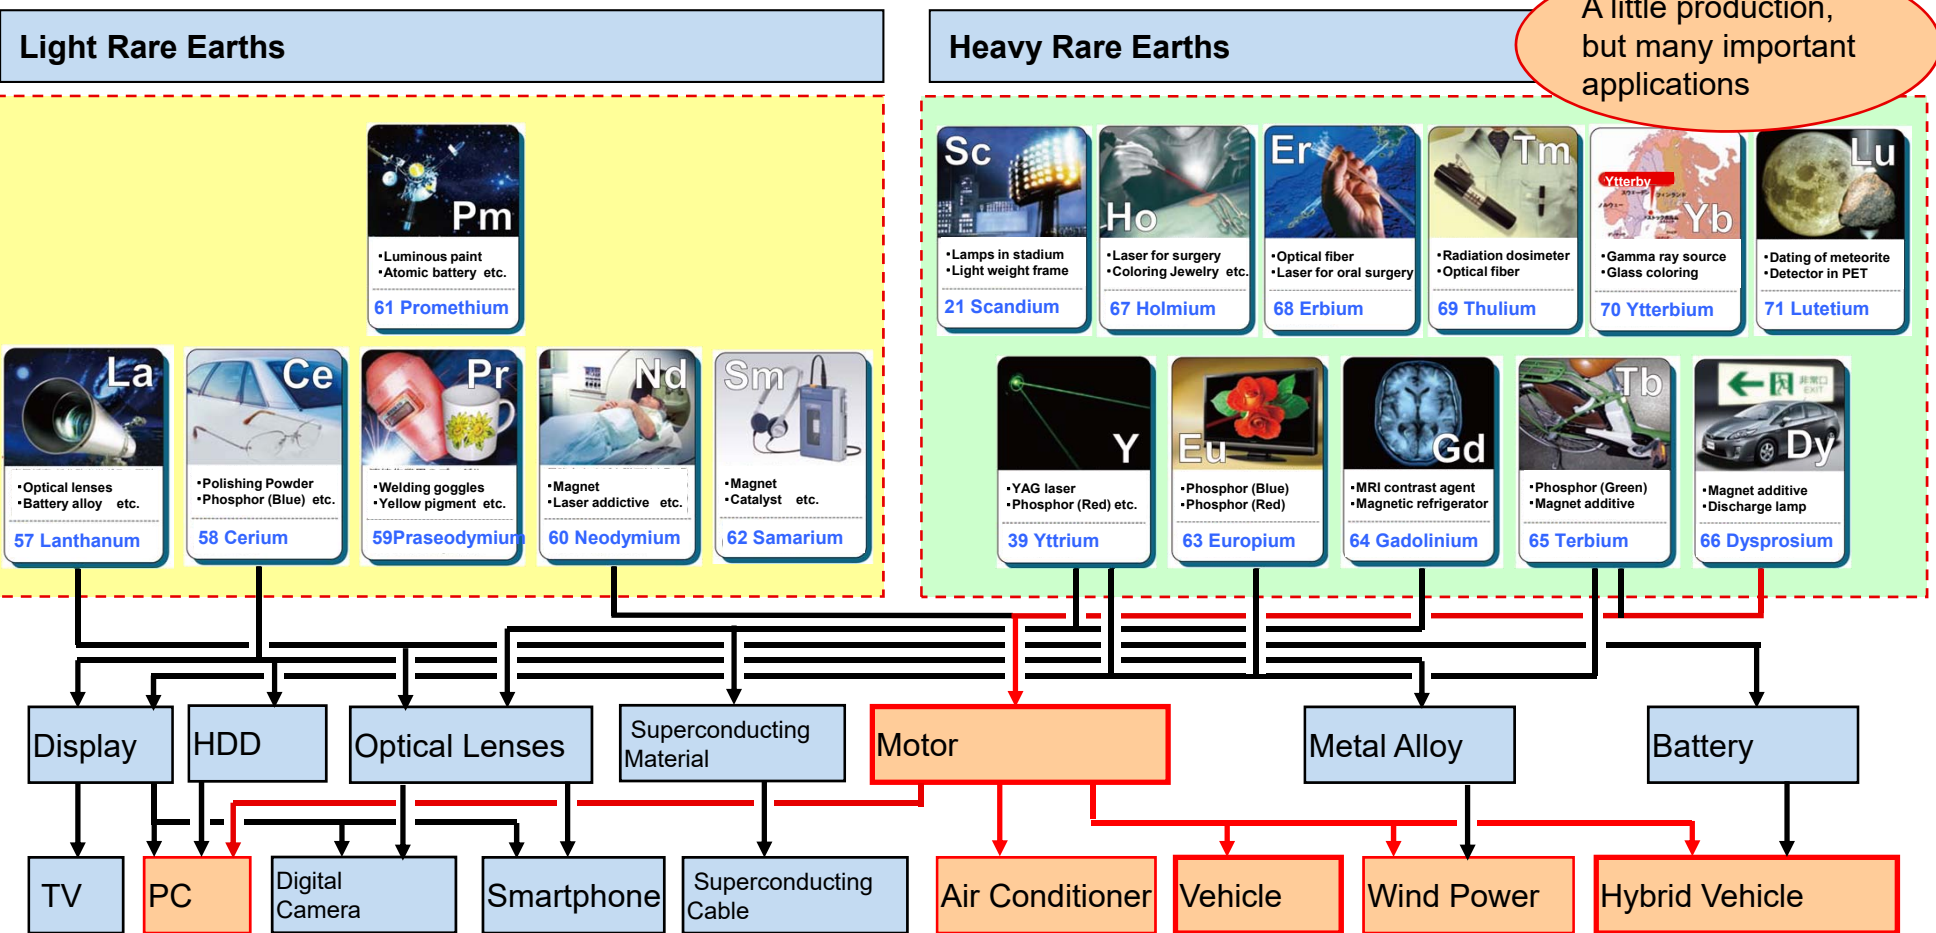 Light Rare Earths
Heavy Rare Earths
A little production,
but many important
applications
Pm
・Luminous paint
・Atomic battery etc.
61 Promethium
La
・Optical lenses
・Battery alloy etc.
57 Lanthanum
Ce
・Polishing Powder
・Phosphor (Blue) etc.
58 Cerium
Pr
・Welding goggles
・Yellow pigment etc.
59Praseodymium
Nd
・Magnet
・Laser addictive etc.
60 Neodymium
Sm
・Magnet
・Catalyst etc.
62 Samarium
Sc
・Lamps in stadium
・Light weight frame
21 Scandium
Ho
・Laser for surgery
・Coloring Jewelry etc.
67 Holmium
Er
・Optical fiber
・Laser for oral surgery
68 Erbium
Tm
・Radiation dosimeter
・Optical fiber
69 Thulium
Ytterby
Yb
・Gamma ray source
・Glass coloring
70 Ytterbium
Lu
・Dating of meteorite
・Detector in PET
71 Lutetium
Y
・YAG laser
・Phosphor (Red) etc.
39 Yttrium
Eu
・Phosphor (Blue)
・Phosphor (Red)
63 Europium
Gd
・MRI contrast agent
・Magnetic refrigerator
64 Gadolinium
Tb
・Phosphor (Green)
・Magnet additive
65 Terbium
非常口
EXIT
Dy
・Magnet additive
・Discharge lamp
66 Dysprosium
Display
HDD
Optical Lenses
Superconducting
Material
Motor
Metal Alloy
Battery
TV
PC
Digital
Camera
Smartphone
Superconducting
Cable
Air Conditioner
Vehicle
Wind Power
Hybrid Vehicle